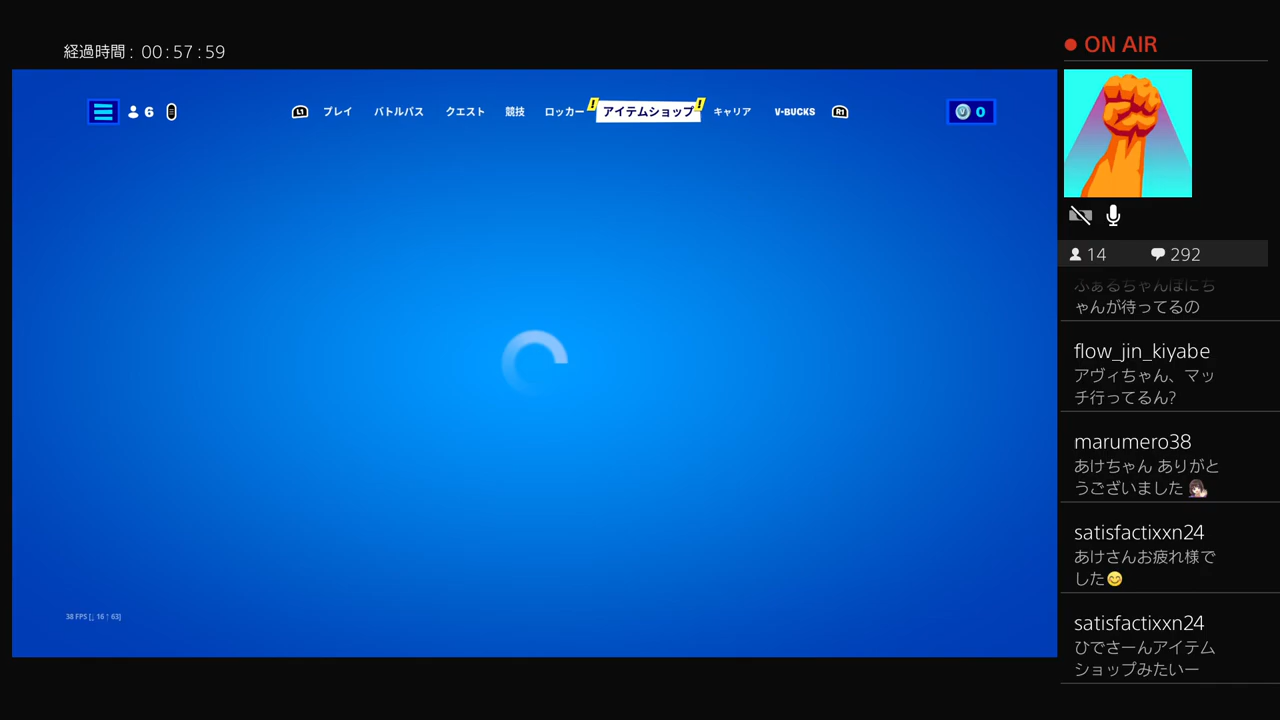 経過時間 : 00:57:59
ON AIR
6
L1 プレイ バトルパス クエスト 競技 ロッカー ! アイテムショップ ! キャリア V-BUCKS R1
V 0
14 292
ふぁるちゃんぽにち
ゃんが待ってるの
flow_jin_kiyabe
アヴィちゃん、マッ
チ行ってるん?
marumero38
あけちゃん ありがと
うございました
satisfactixxn24
あけさんお疲れ様で
した😊
satisfactixxn24
ひでさーんアイテム
ショップみたいー
38 FPS [↓ 16 ↑ 63]